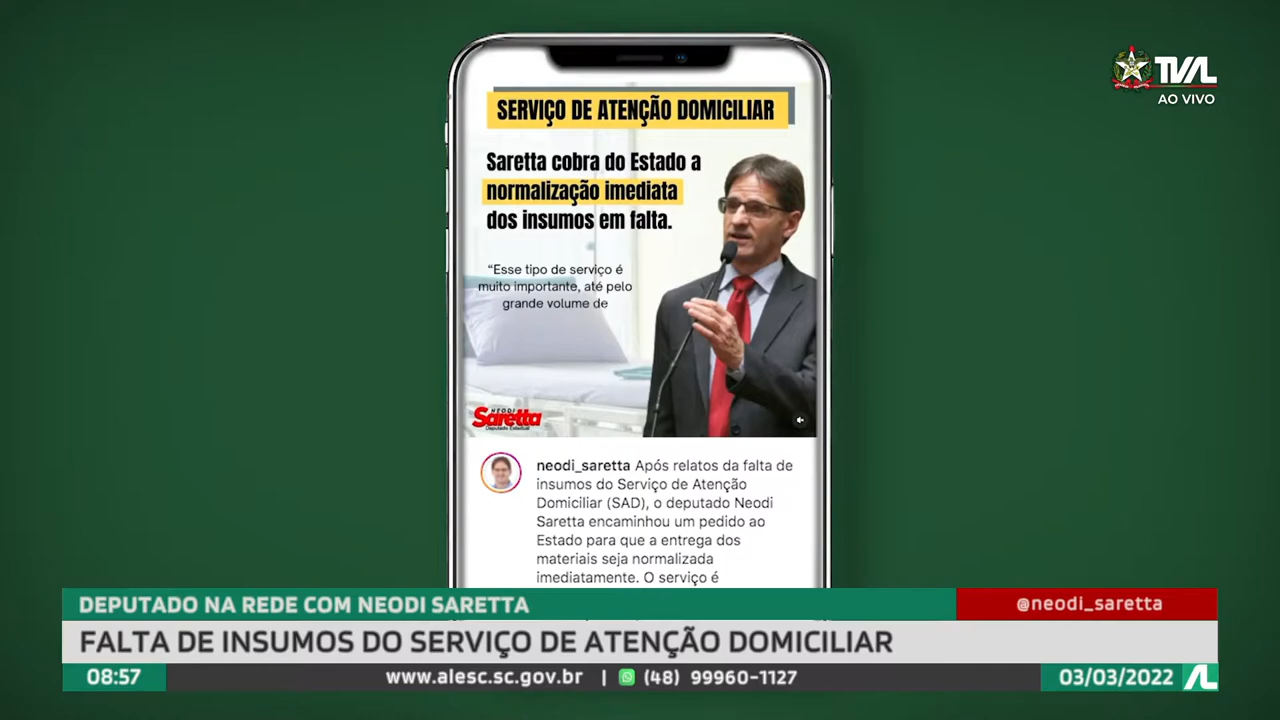 TVAL
AO VIVO
SERVIÇO DE ATENÇÃO DOMICILIAR
Saretta cobra do Estado a
normalização imediata
dos insumos em falta.
“Esse tipo de serviço é
muito importante, até pelo
grande volume de
NEODI
Saretta
Deputado Estadual
neodi_saretta Após relatos da falta de
insumos do Serviço de Atenção
Domiciliar (SAD), o deputado Neodi
Saretta encaminhou um pedido ao
Estado para que a entrega dos
materiais seja normalizada
imediatamente. O serviço é
DEPUTADO NA REDE COM NEODI SARETTA
@neodi_saretta
FALTA DE INSUMOS DO SERVIÇO DE ATENÇÃO DOMICILIAR
08:57
www.alesc.sc.gov.br | (48) 99960-1127
03/03/2022